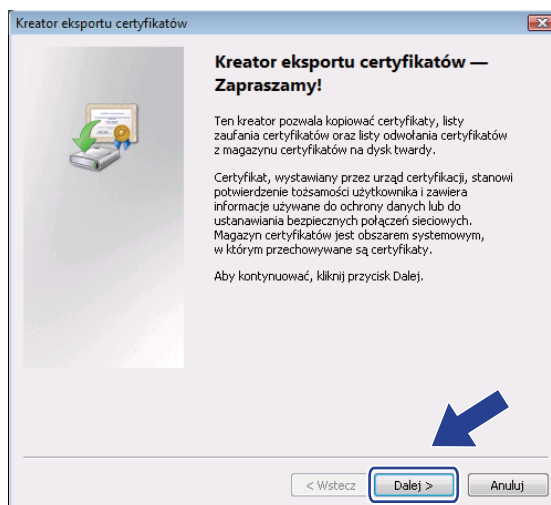 Kreator eksportu certyfikatów
Kreator eksportu certyfikatów —
Zapraszamy!
Ten kreator pozwala kopiować certyfikaty, listy
zaufania certyfikatów oraz listy odwołania certyfikatów
z magazynu certyfikatów na dysk twardy.
Certyfikat, wystawiany przez urząd certyfikacji, stanowi
potwierdzenie tożsamości użytkownika i zawiera
informacje używane do ochrony danych lub do
ustanawiania bezpiecznych połączeń sieciowych.
Magazyn certyfikatów jest obszarem systemowym,
w którym przechowywane są certyfikaty.
Aby kontynuować, kliknij przycisk Dalej.
< Wstecz Dalej > Anuluj